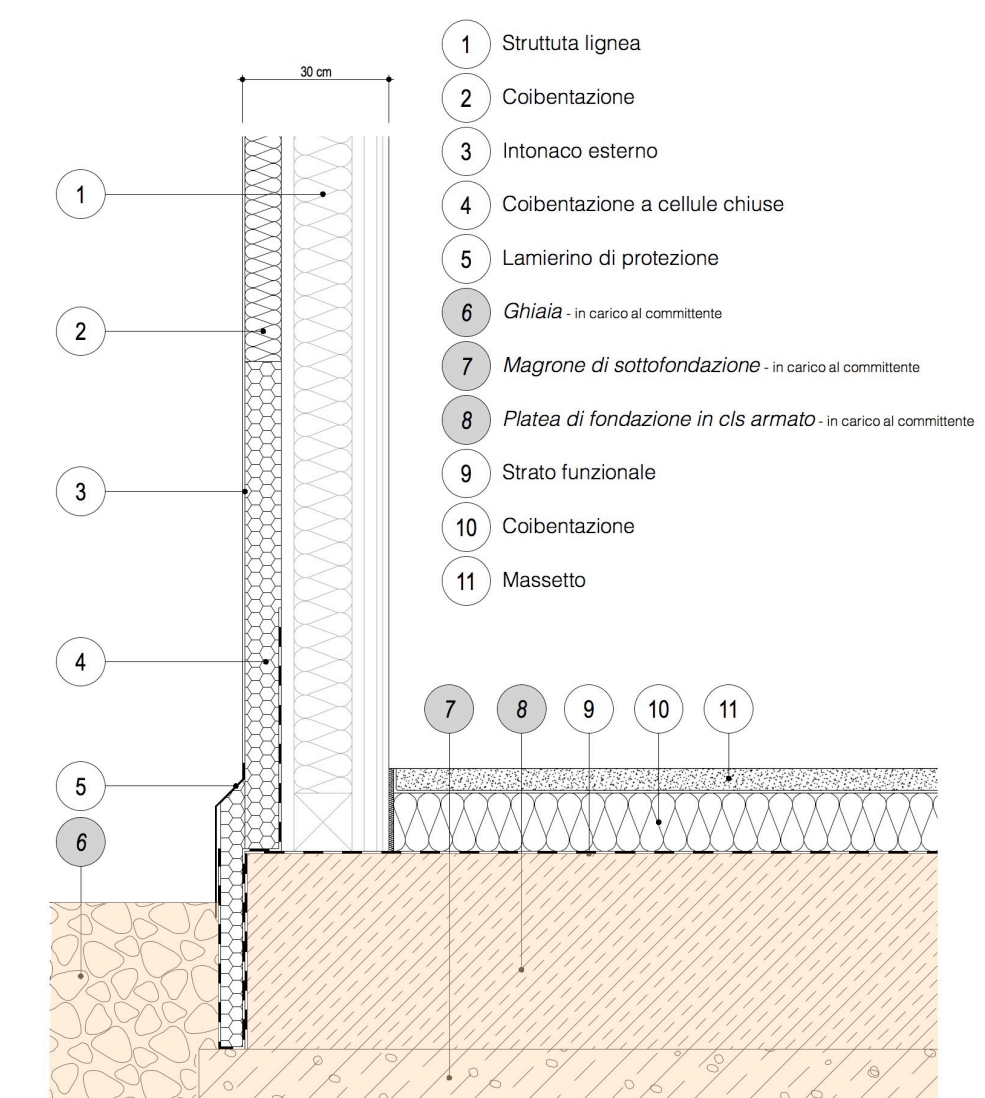 30 cm
1 Struttuta lignea
2 Coibentazione
3 Intonaco esterno
4 Coibentazione a cellule chiuse
5 Lamierino di protezione
6 Ghiaia - in carico al committente
7 Magrone di sottofondazione - in carico al committente
8 Platea di fondazione in cls armato - in carico al committente
9 Strato funzionale
10 Coibentazione
11 Massetto
1
2
3
4
5
6
7 8 9 10 11